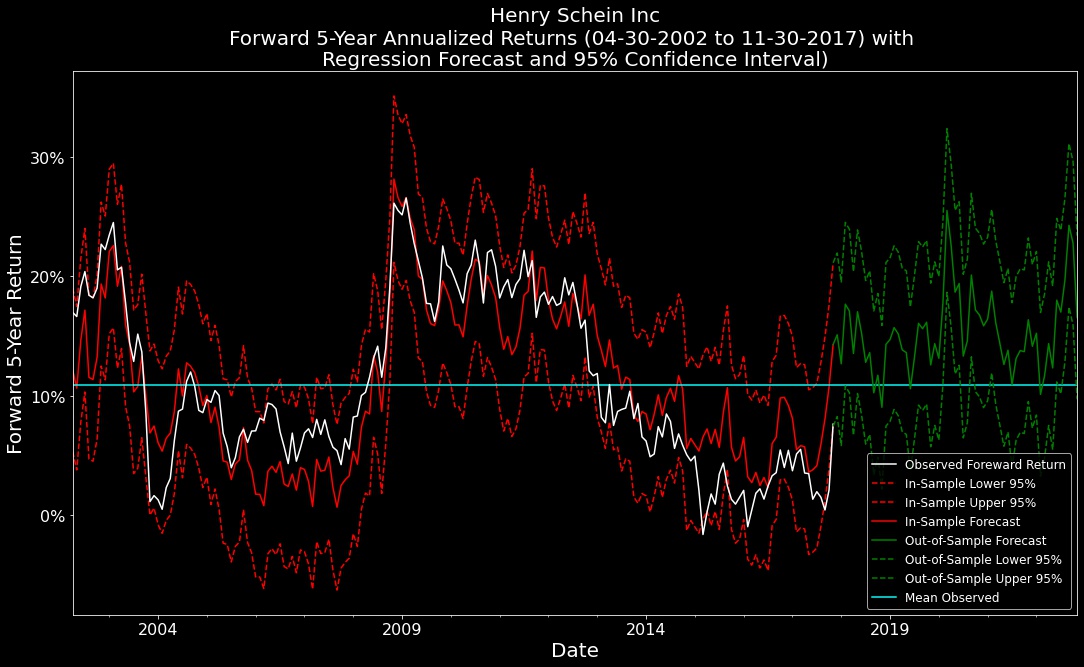 Henry Schein Inc
Forward 5-Year Annualized Returns (04-30-2002 to 11-30-2017) with
Regression Forecast and 95% Confidence Interval)
Forward 5-Year Return
30%
20%
10%
0%
Observed Foreward Return
In-Sample Lower 95%
In-Sample Upper 95%
In-Sample Forecast
Out-of-Sample Forecast
Out-of-Sample Lower 95%
Out-of-Sample Upper 95%
Mean Observed
2004
2009
2014
2019
Date